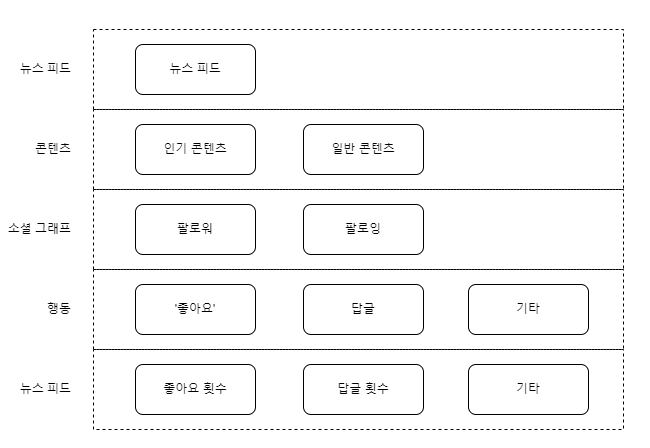 뉴스 피드
뉴스 피드
콘텐츠
인기 콘텐츠
일반 콘텐츠
소셜 그래프
팔로워
팔로잉
행동
'좋아요'
답글
기타
뉴스 피드
좋아요 횟수
답글 횟수
기타